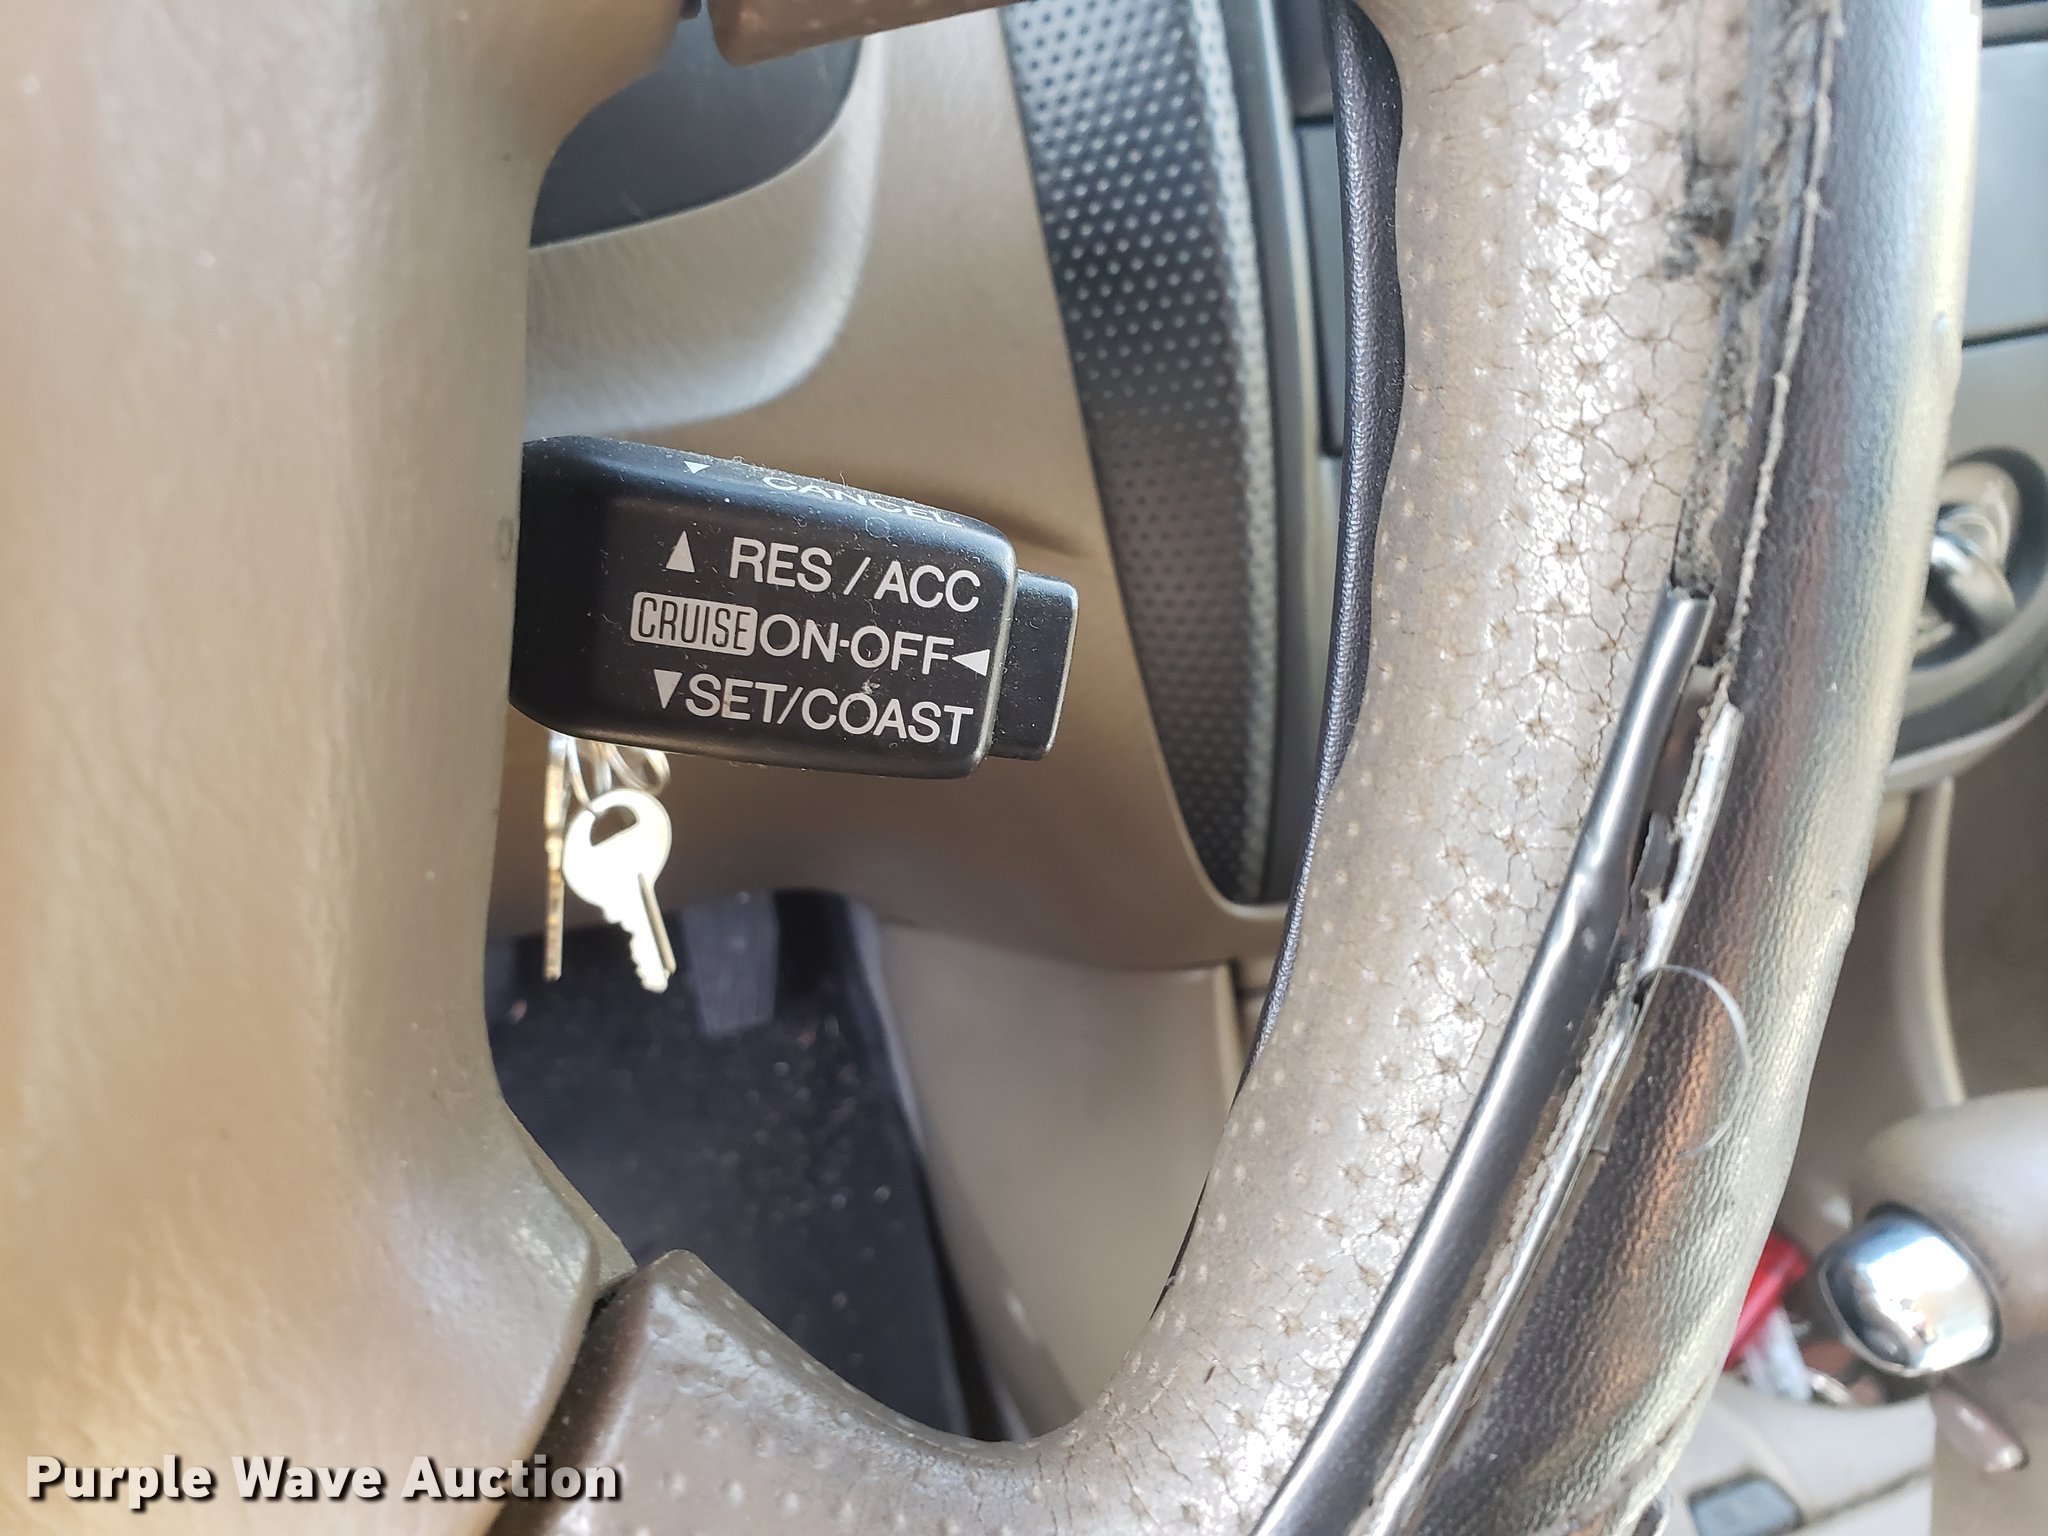 CANCEL
RES / ACC
CRUISE ON-OFF
SET/COAST
Purple Wave Auction